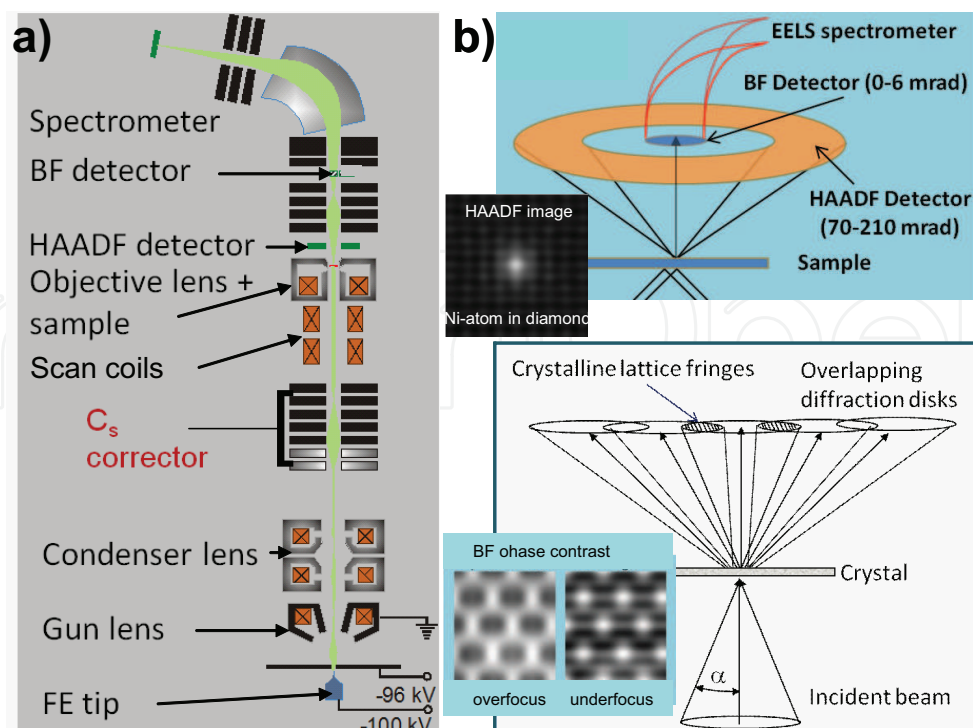 a)
Spectrometer
BF detector
HAADF detector
Objective lens +
sample
Scan coils
Cs
corrector
Condenser lens
Gun lens
FE tip
-96 kV
-100 kV
b)
EELS spectrometer
BF Detector (0-6 mrad)
HAADF Detector
(70-210 mrad)
Sample
HAADF image
Ni-atom in diamond
Crystalline lattice fringes
Overlapping
diffraction disks
BF ohase contrast
overfocus
underfocus
Crystal
α
Incident beam